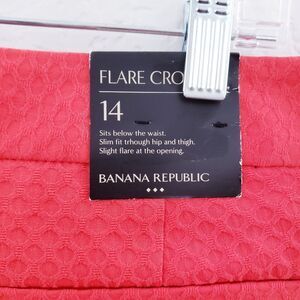 FLARE CRO
14
Sits below the waist.
Slim fit trhough hip and thigh.
Slight flare at the opening.
BANANA REPUBLIC